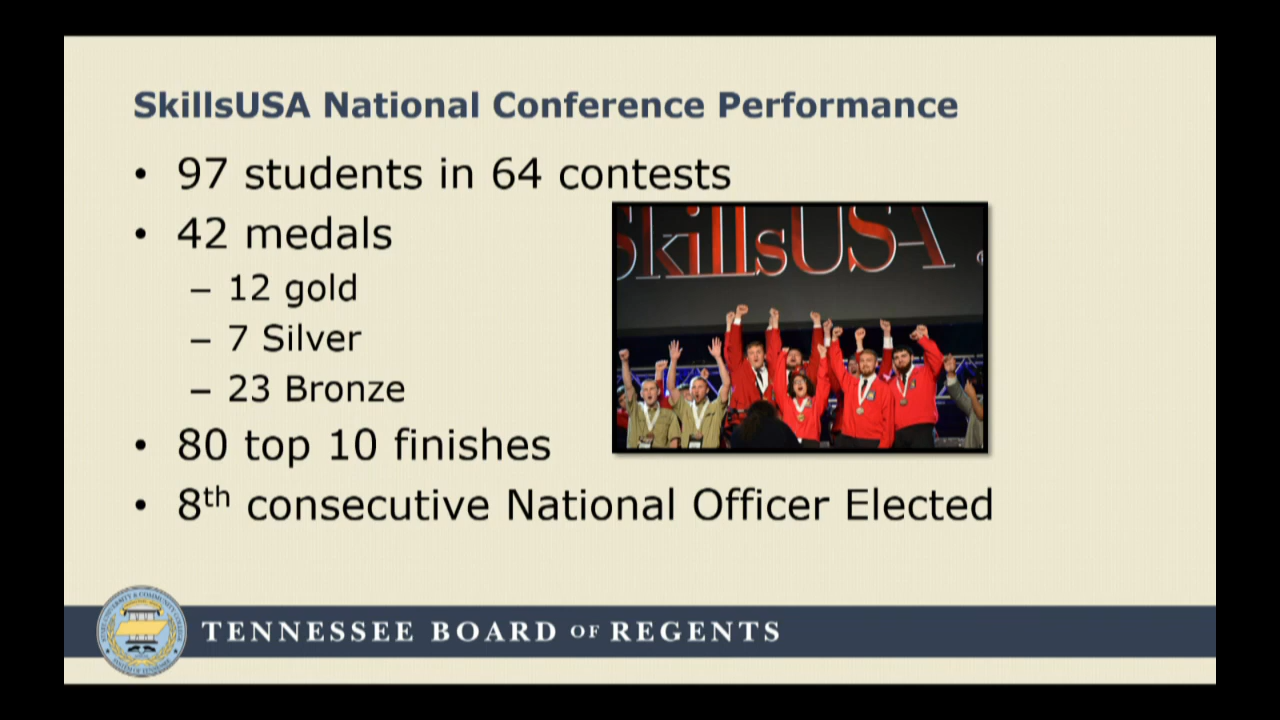 SkillsUSA National Conference Performance
• 97 students in 64 contests
• 42 medals
– 12 gold
– 7 Silver
– 23 Bronze
SkillsUSA
• 80 top 10 finishes
• 8th consecutive National Officer Elected
TENNESSEE BOARD OF REGENTS